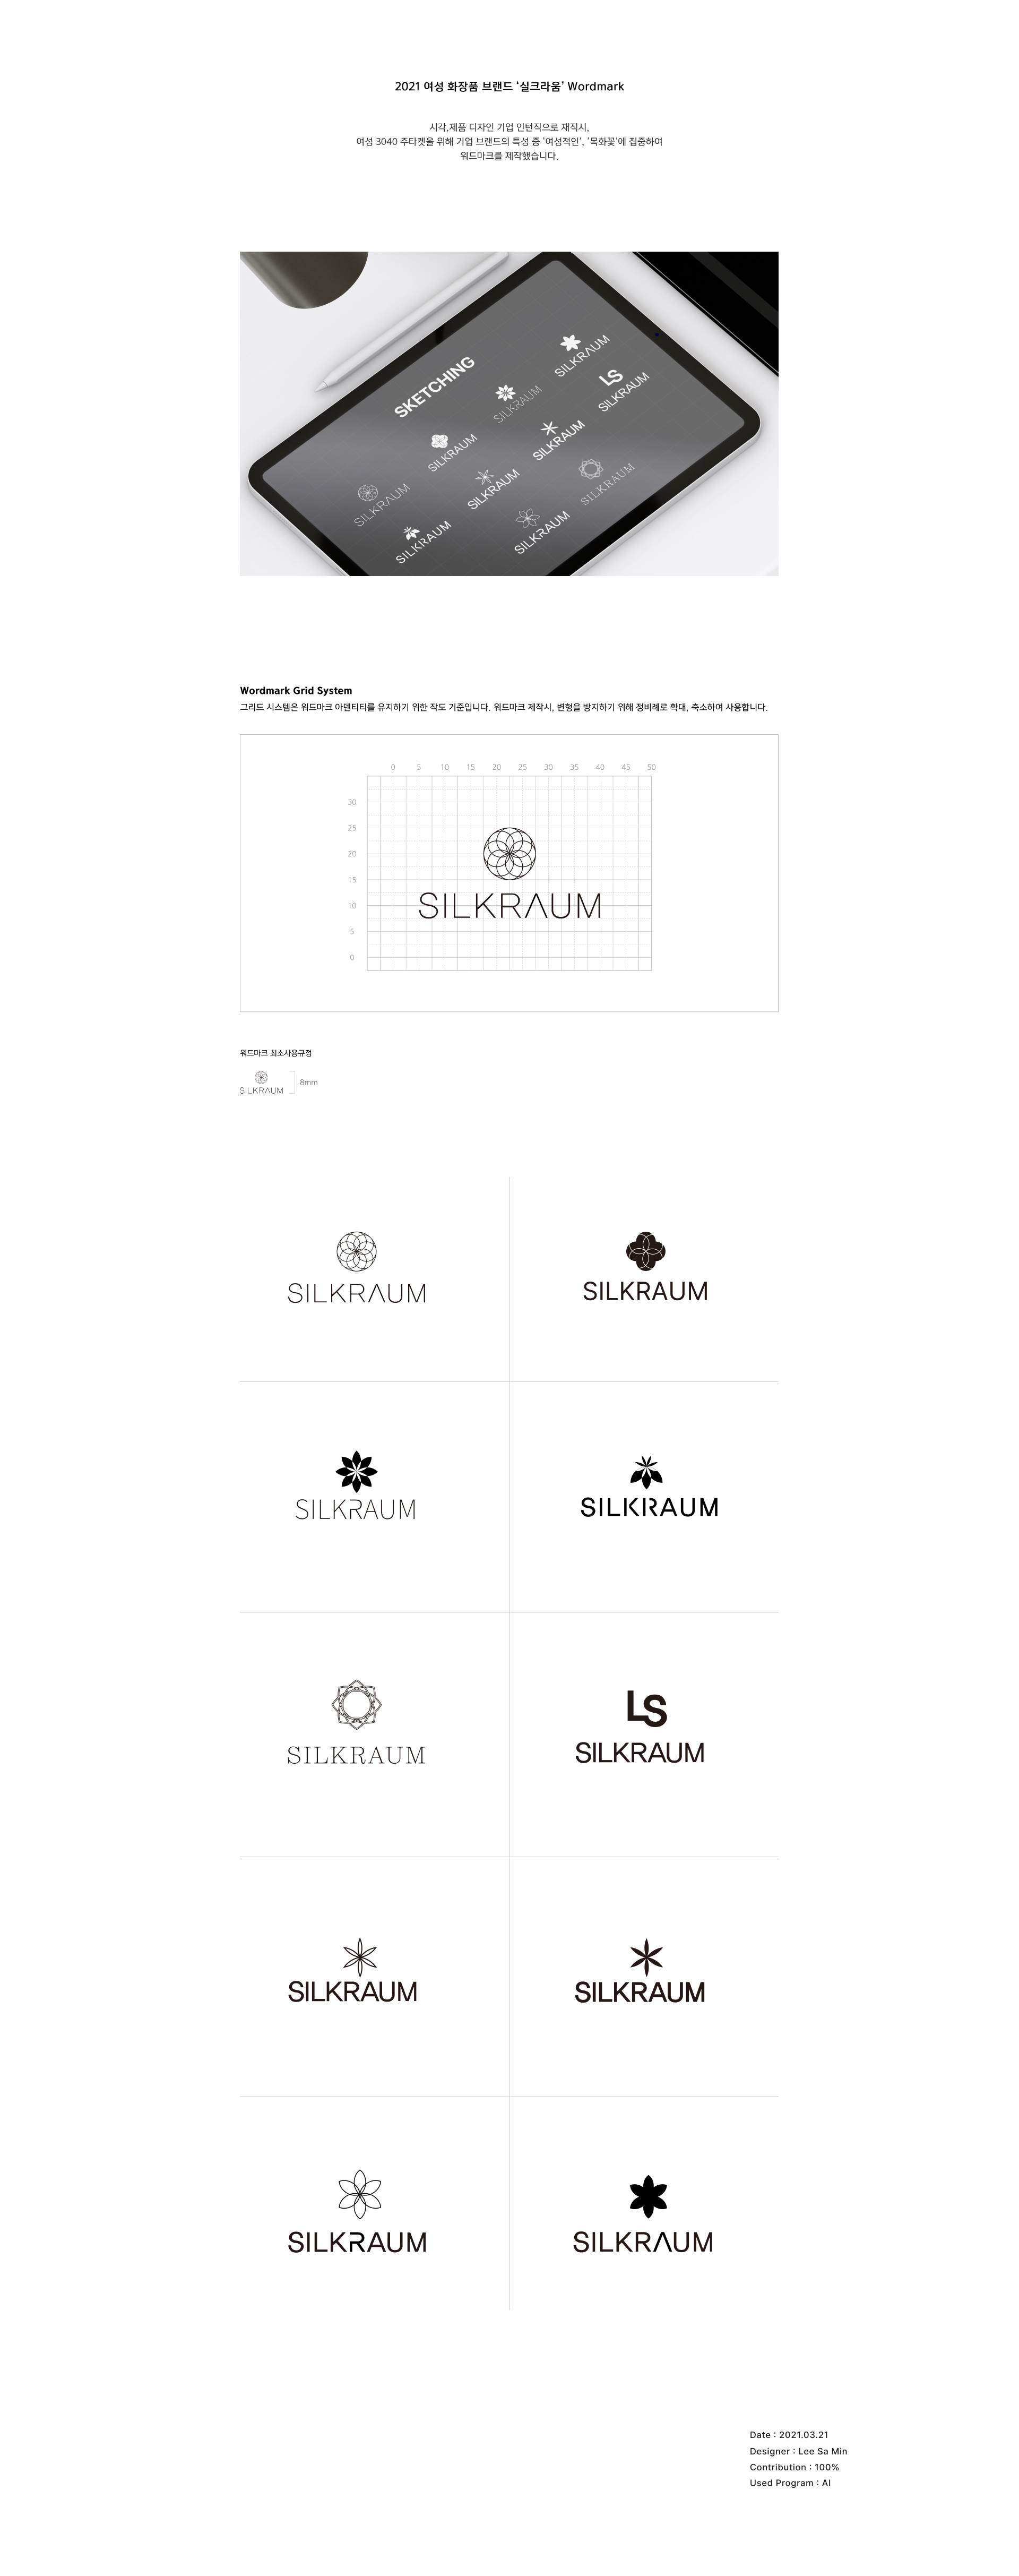 2021 여성 화장품 브랜드 ‘실크라움’ Wordmark
시각,제품 디자인 기업 인턴직으로 재직시,
여성 3040 주타켓을 위해 기업 브랜드의 특성 중 ‘여성적인’, ‘목화꽃’에 집중하여
워드마크를 제작했습니다.
SKETCHING
SILKRAUM
SILKRAUM
LS
SILKRAUM
SILKRAUM
SILKRAUM
SILKRAUM
SILKRAUM
SILKRAUM
SILKRAUM
SILKRAUM
Wordmark Grid System
그리드 시스템은 워드마크 아덴티티를 유지하기 위한 작도 기준입니다. 워드마크 제작시, 변형을 방지하기 위해 정비례로 확대, 축소하여 사용합니다.
0 5 10 15 20 25 30 35 40 45 50
30
25
20
15
10
5
0
SILKRAUM
워드마크 최소사용규정
SILKRAUM
8mm
SILKRAUM
SILKRAUM
SILKRAUM
SILKRAUM
SILKRAUM
LS
SILKRAUM
SILKRAUM
SILKRAUM
SILKRAUM
SILKRAUM
Date : 2021.03.21
Designer : Lee Sa Min
Contribution : 100%
Used Program : AI